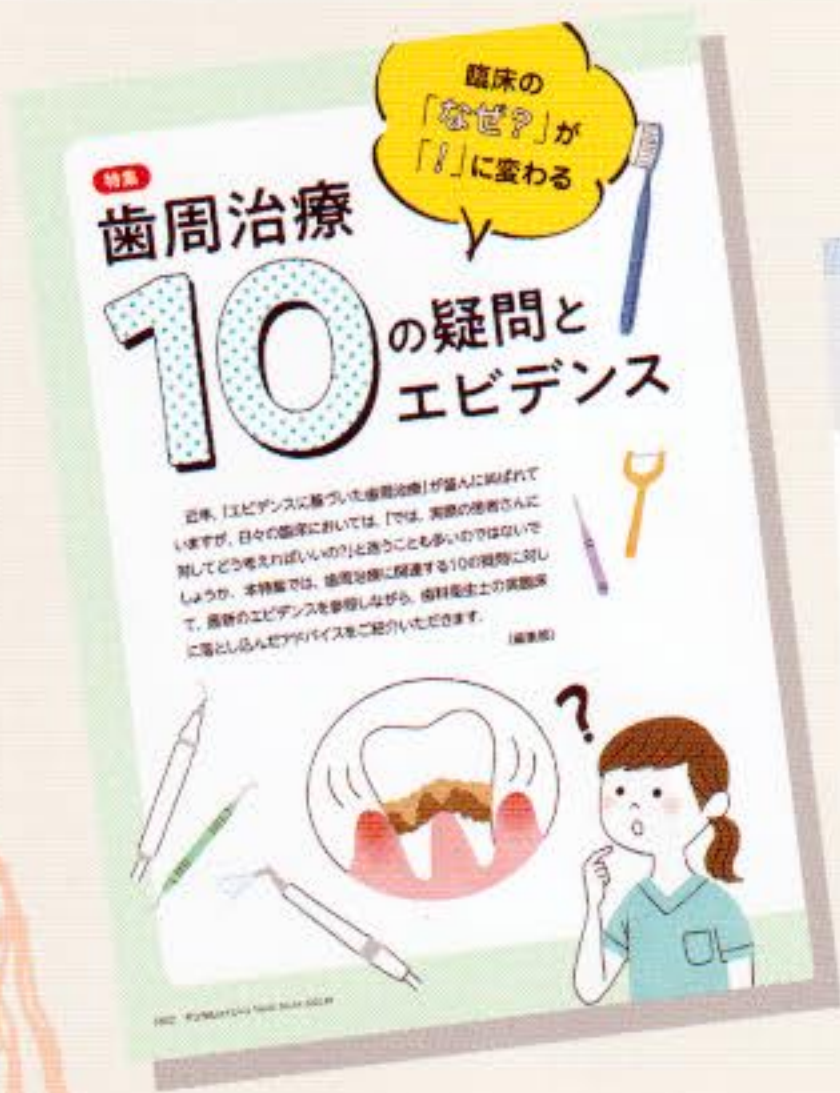 臨床の
「なぜ？」が
「！」に変わる
特集
歯周治療
10の疑問と
エビデンス
近年、「エビデンスに基づいた歯周治療」が盛んに叫ばれて
いますが、日々の臨床においては、「では、実際の患者さんに
対してどう考えればいいの?」と迷うことも多いのではないで
しょうか。本特集では、歯周治療に関連する10の疑問に対し
て、最新のエビデンスを参照しながら、歯科衛生士の実臨床
に落とし込んだアドバイスをご紹介いただきます。
（編集部）
?